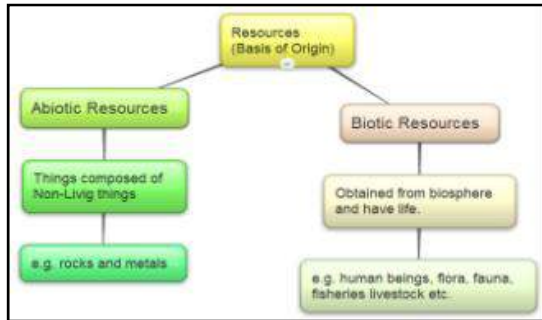 Resources
(Basis of Origin)
Abiotic Resources
Biotic Resources
Things composed of
Non-Livig things
Obtained from biosphere
and have life.
e.g. rocks and metals
e.g. human beings, flora, fauna,
fisheries livestock etc.